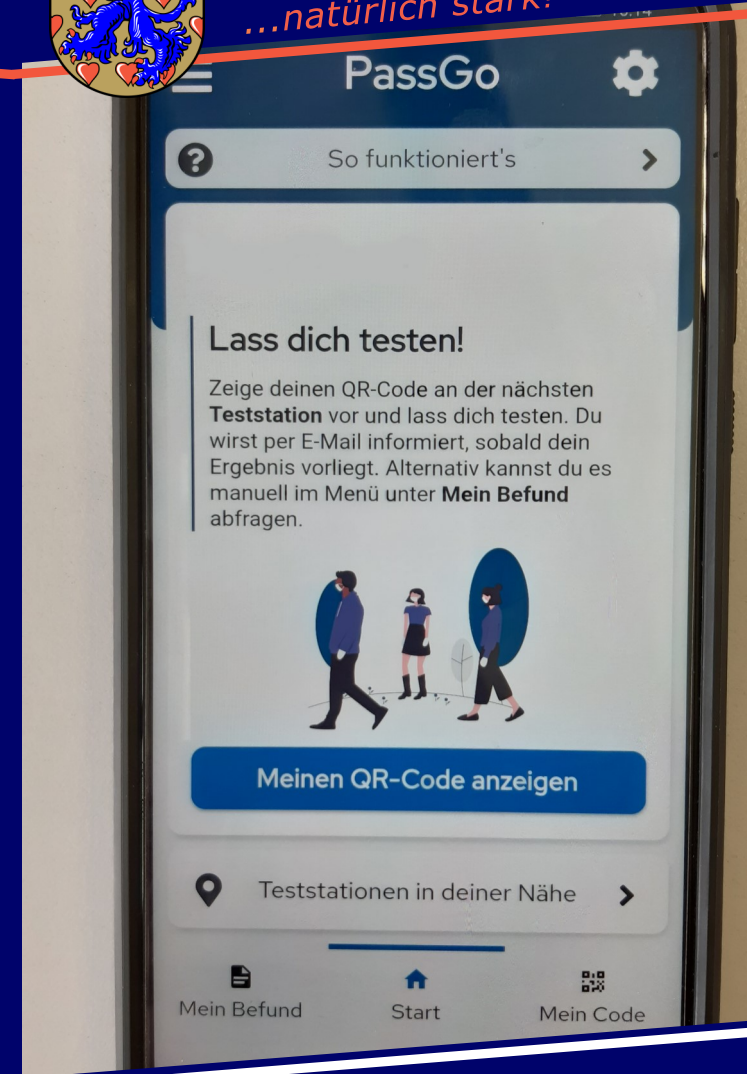 ...natürlich stark!
PassGo
So funktioniert's
Lass dich testen!
Zeige deinen QR-Code an der nächsten
Teststation vor und lass dich testen. Du
wirst per E-Mail informiert, sobald dein
Ergebnis vorliegt. Alternativ kannst du es
manuell im Menü unter Mein Befund
abfragen.
Meinen QR-Code anzeigen
Teststationen in deiner Nähe
Mein Befund
Start
Mein Code